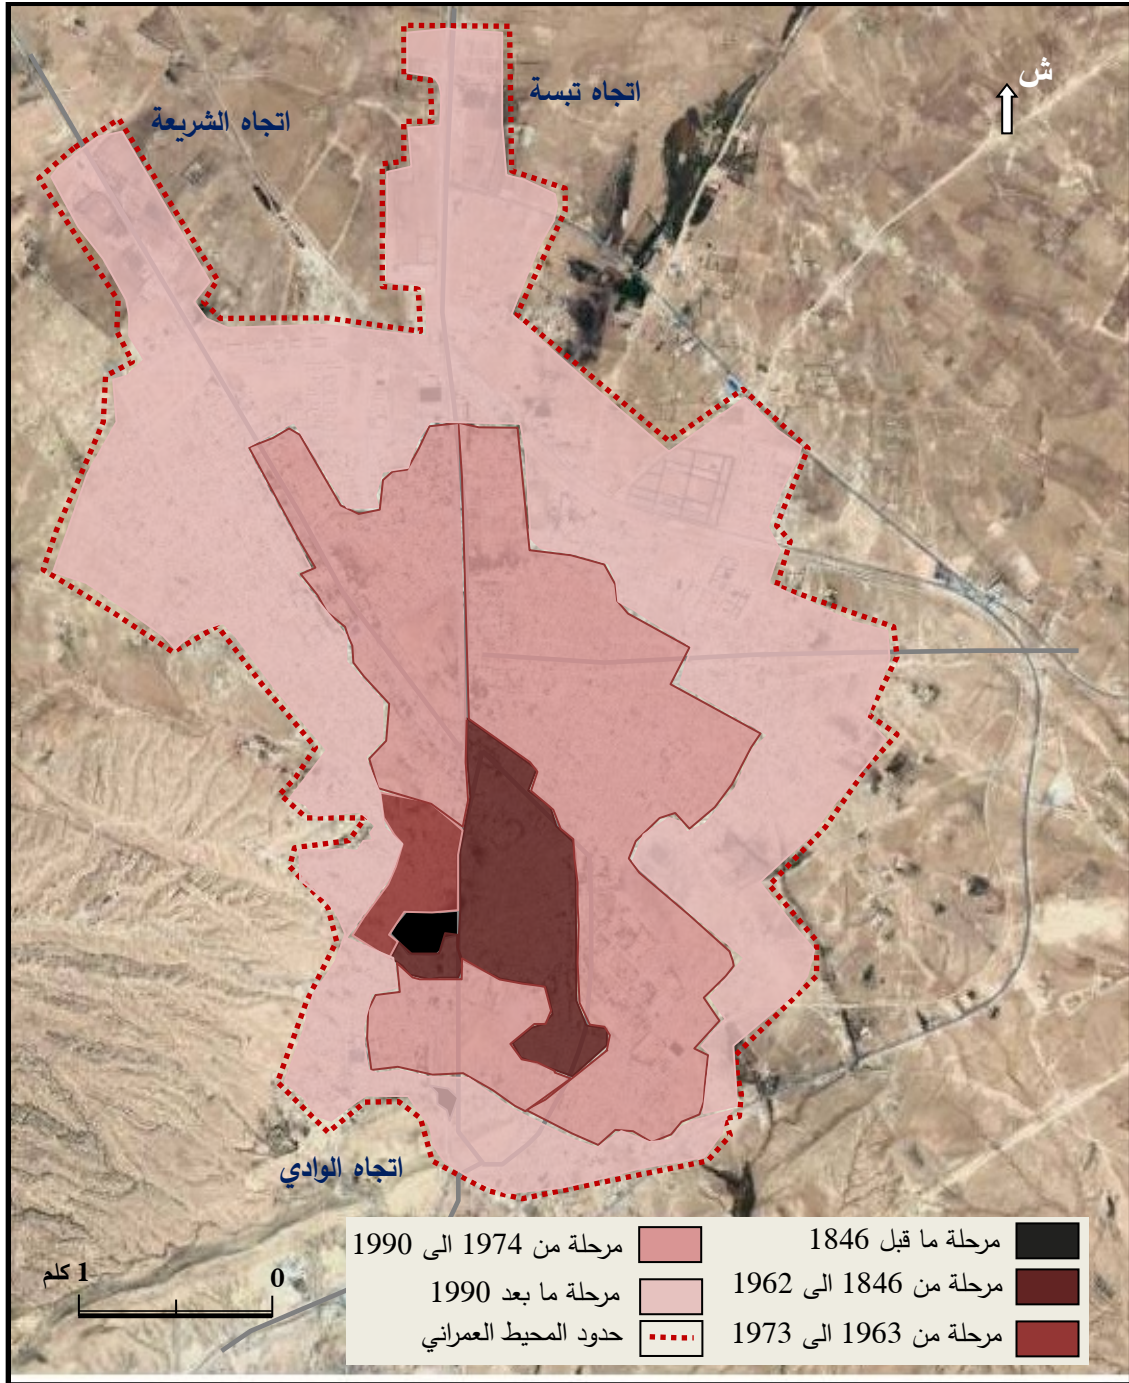 اتجاه تبسة
ش
اتجاه الشريعة
اتجاه الوادي
مرحلة ما قبل 1846
مرحلة من 1846 الى 1962
مرحلة من 1963 الى 1973
مرحلة من 1974 الى 1990
مرحلة ما بعد 1990
حدود المحيط العمراني
0
1 كلم